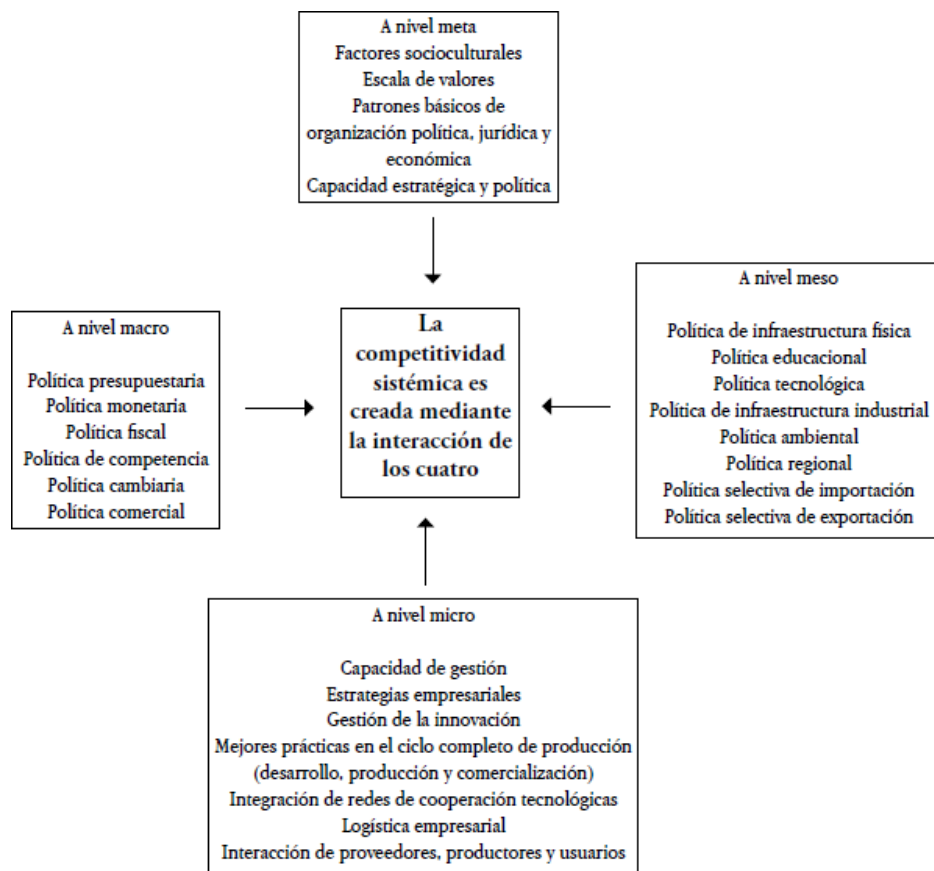 A nivel meta
Factores socioculturales
Escala de valores
Patrones básicos de
organización política, jurídica y
económica
Capacidad estratégica y política
A nivel macro
Política presupuestaria
Política monetaria
Política fiscal
Política de competencia
Política cambiaria
Política comercial
La
competitividad
sistémica es
creada mediante
la interacción de
los cuatro
A nivel meso
Política de infraestructura física
Política educacional
Política tecnológica
Política de infraestructura industrial
Política ambiental
Política regional
Política selectiva de importación
Política selectiva de exportación
A nivel micro
Capacidad de gestión
Estrategias empresariales
Gestión de la innovación
Mejores prácticas en el ciclo completo de producción
(desarrollo, producción y comercialización)
Integración de redes de cooperación tecnológicas
Logística empresarial
Interacción de proveedores, productores y usuarios